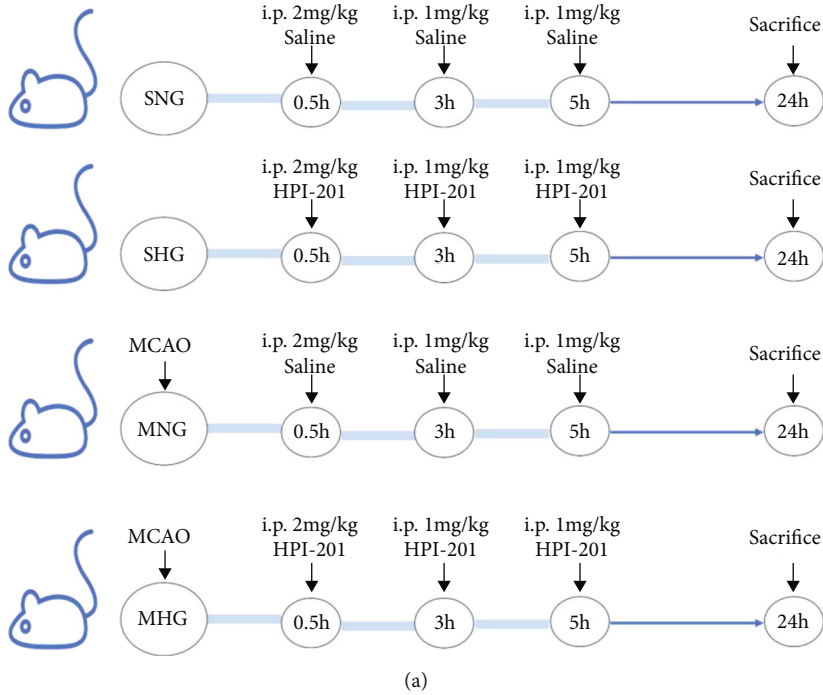 i.p. 2mg/kg i.p. 1mg/kg i.p. 1mg/kg
Saline Saline Saline Sacrifice
SNG 0.5h 3h 5h 24h
i.p. 2mg/kg i.p. 1mg/kg i.p. 1mg/kg
HPI-201 HPI-201 HPI-201 Sacrifice
SHG 0.5h 3h 5h 24h
MCAO i.p. 2mg/kg i.p. 1mg/kg i.p. 1mg/kg Sacrifice
Saline Saline Saline
MNG 0.5h 3h 5h 24h
MCAO i.p. 2mg/kg i.p. 1mg/kg i.p. 1mg/kg Sacrifice
HPI-201 HPI-201 HPI-201
MHG 0.5h 3h 5h 24h
(a)